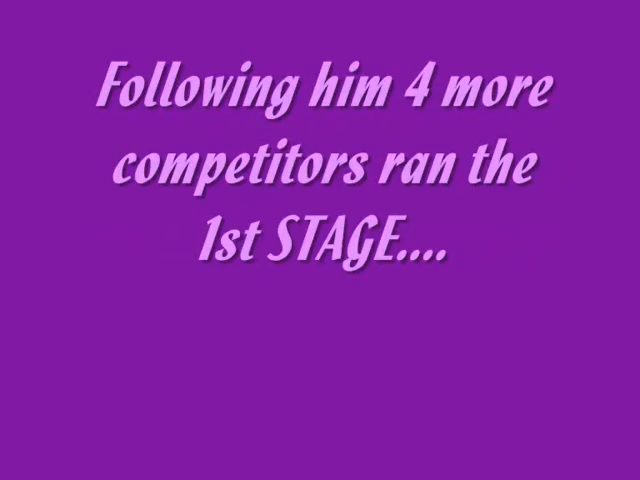 Following him 4 more
competitors ran the
1st STAGE....